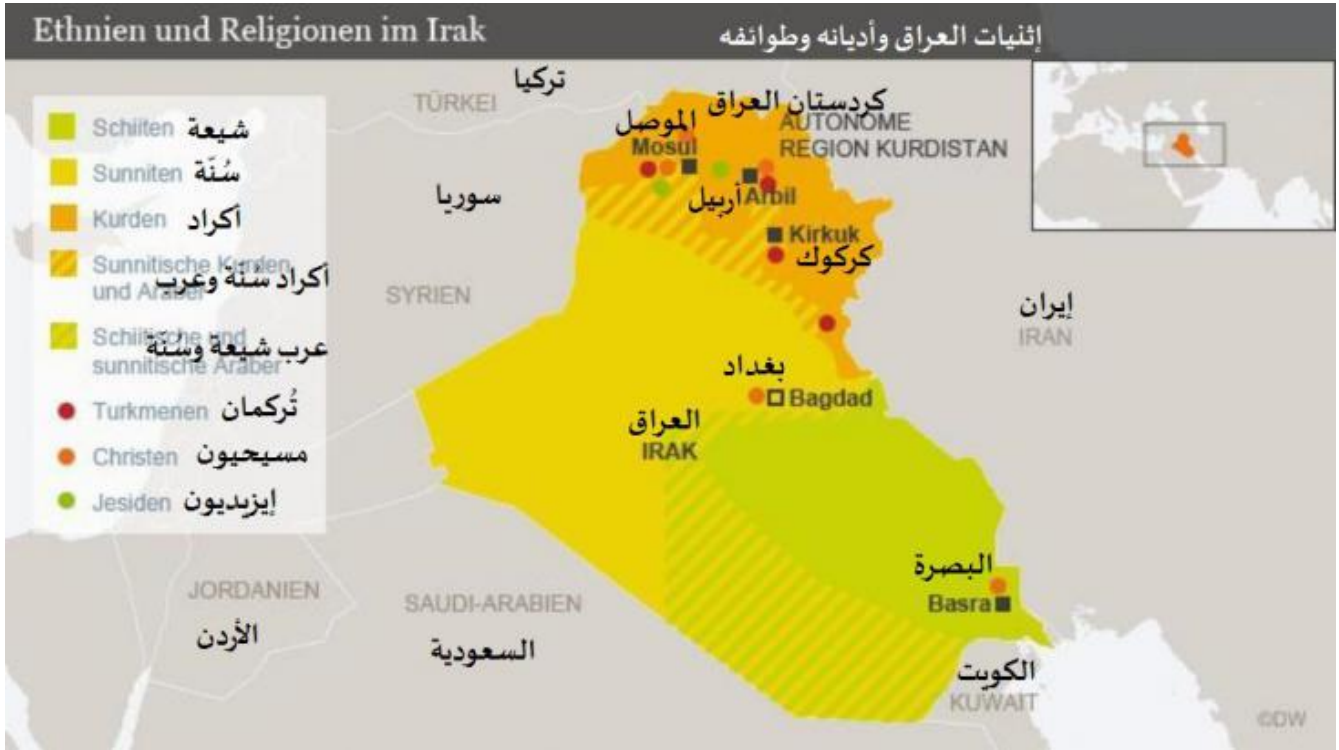 Ethnien und Religionen im Irak
إثنيات العراق وأديانه وطوائفه
Schiiten شيعة
Sunniten سُنّة
Kurden أكراد
Sunnitische Kurden
und Araber
أكراد سُنّة وعرب
Schiitische und
sunnitische Araber
عرب شيعة وسُنّة
Turkmenen تُركمان
Christen مسيحيون
Jesiden إيزيديون
تركيا
TÜRKEI
كردستان العراق
AUTONOME
REGION KURDISTAN
الموصل
Mosul
أربيل
Arbil
Kirkuk
كركوك
سوريا
SYRIEN
إيران
IRAN
بغداد
Bagdad
العراق
IRAK
البصرة
Basra
JORDANIEN
الأردن
SAUDI-ARABIEN
السعودية
الكويت
KUWAIT
©DW